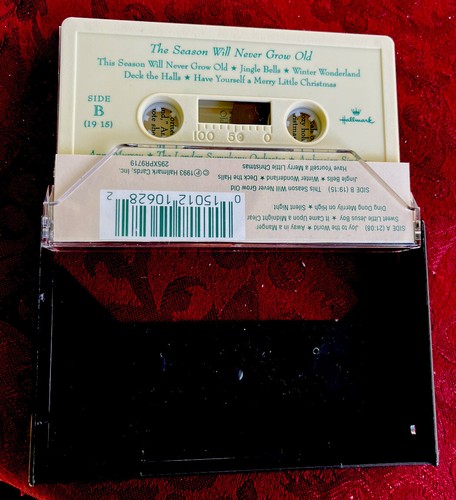 The Season Will Never Grow Old
This Season Will Never Grow Old ★ Jingle Bells ★ Winter Wonderland
Deck the Halls ★ Have Yourself a Merry Little Christmas
SIDE
B
(19 15)
Hallmark
100 50 0
SIDE A (21:08) Joy to the World ★ Away in a Manger
Sweet Little Jesus Boy ★ It Came Upon a Midnight Clear
Ding Dong Merrily on High ★ Silent Night
SIDE B (19:15) This Season Will Never Grow Old
Jingle Bells ★ Winter Wonderland ★ Deck the Halls
Have Yourself a Merry Little Christmas
© ℗ 1993 Hallmark Cards, Inc.
295XPR9719
0 15012 10628 2